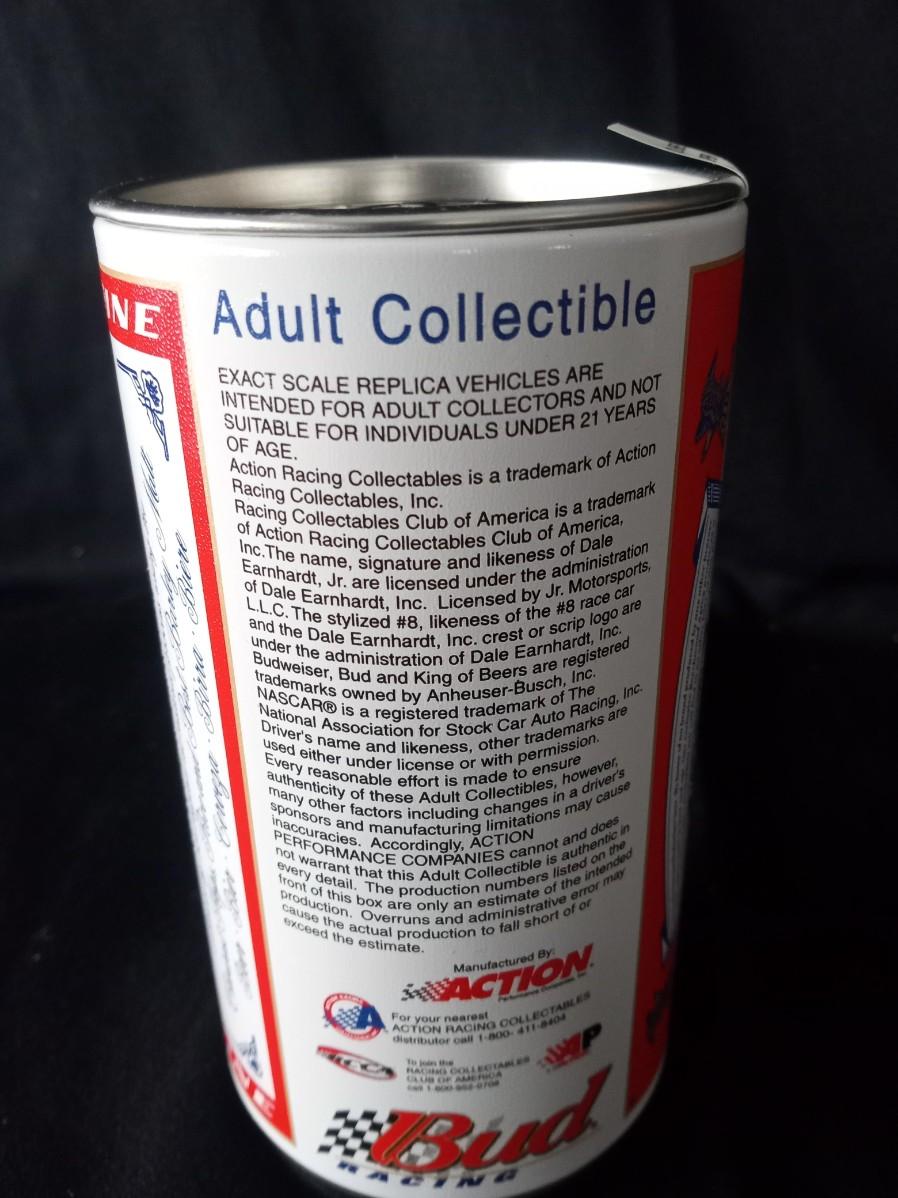 Adult Collectible
EXACT SCALE REPLICA VEHICLES ARE
INTENDED FOR ADULT COLLECTORS AND NOT
SUITABLE FOR INDIVIDUALS UNDER 21 YEARS
OF AGE.
Action Racing Collectables is a trademark of Action
Racing Collectables, Inc.
Racing Collectables Club of America is a trademark
of Action Racing Collectables Club of America,
Inc.The name, signature and likeness of Dale
Earnhardt, Jr. are licensed under the administration
of Dale Earnhardt, Inc. Licensed by Jr. Motorsports,
L.L.C. The stylized #8, likeness of the #8 race car
and the Dale Earnhardt, Inc. crest or scrip logo are
under the administration of Dale Earnhardt, Inc.
Budweiser, Bud and King of Beers are registered
trademarks owned by Anheuser-Busch, Inc.
NASCAR® is a registered trademark of The
National Association for Stock Car Auto Racing, Inc.
Driver's name and likeness, other trademarks are
used either under license or with permission.
Every reasonable effort is made to ensure
authenticity of these Adult Collectibles, however,
many other factors including changes in a driver's
sponsors and manufacturing limitations may cause
inaccuracies. Accordingly, ACTION
PERFORMANCE COMPANIES cannot and does
not warrant that this Adult Collectible is authentic in
every detail. The production numbers listed on the
front of this box are only an estimate of the intended
production. Overruns and administrative error may
cause the actual production to fall short of or
exceed the estimate.
Manufactured By:
ACTION
Performance Companies, Inc.
For your nearest
ACTION RACING COLLECTABLES
distributor call 1-800-411-8404
To join the
RACING COLLECTABLES
CLUB OF AMERICA
call 1-800-952-0708
Bud
RACING
INE